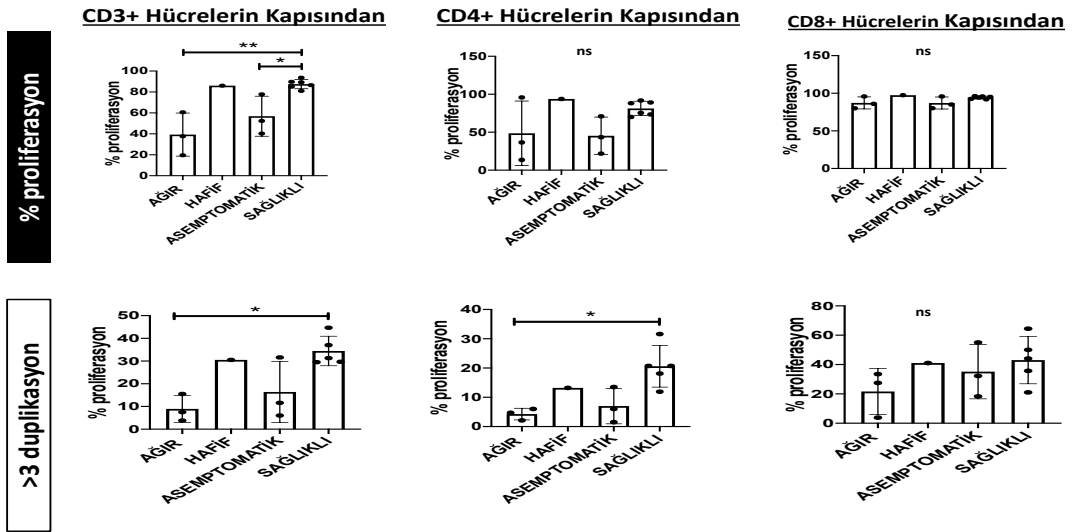 CD3+ Hücrelerin Kapısından
CD4+ Hücrelerin Kapısından
CD8+ Hücrelerin Kapısından
% proliferasyon
% proliferasyon
100
80
60
40
20
0
**
*
AĞIR
HAFİF
ASEMPTOMATİK
SAĞLIKLI
% proliferasyon
150
100
50
0
ns
AĞIR
HAFİF
ASEMPTOMATİK
SAĞLIKLI
% proliferasyon
150
100
50
0
ns
AĞIR
HAFİF
ASEMPTOMATİK
SAĞLIKLI
>3 duplikasyon
% proliferasyon
50
40
30
20
10
0
*
AĞIR
HAFİF
ASEMPTOMATİK
SAĞLIKLI
% proliferasyon
40
30
20
10
0
*
AĞIR
HAFİF
ASEMPTOMATİK
SAĞLIKLI
% proliferasyon
80
60
40
20
0
ns
AĞIR
HAFİF
ASEMPTOMATİK
SAĞLIKLI